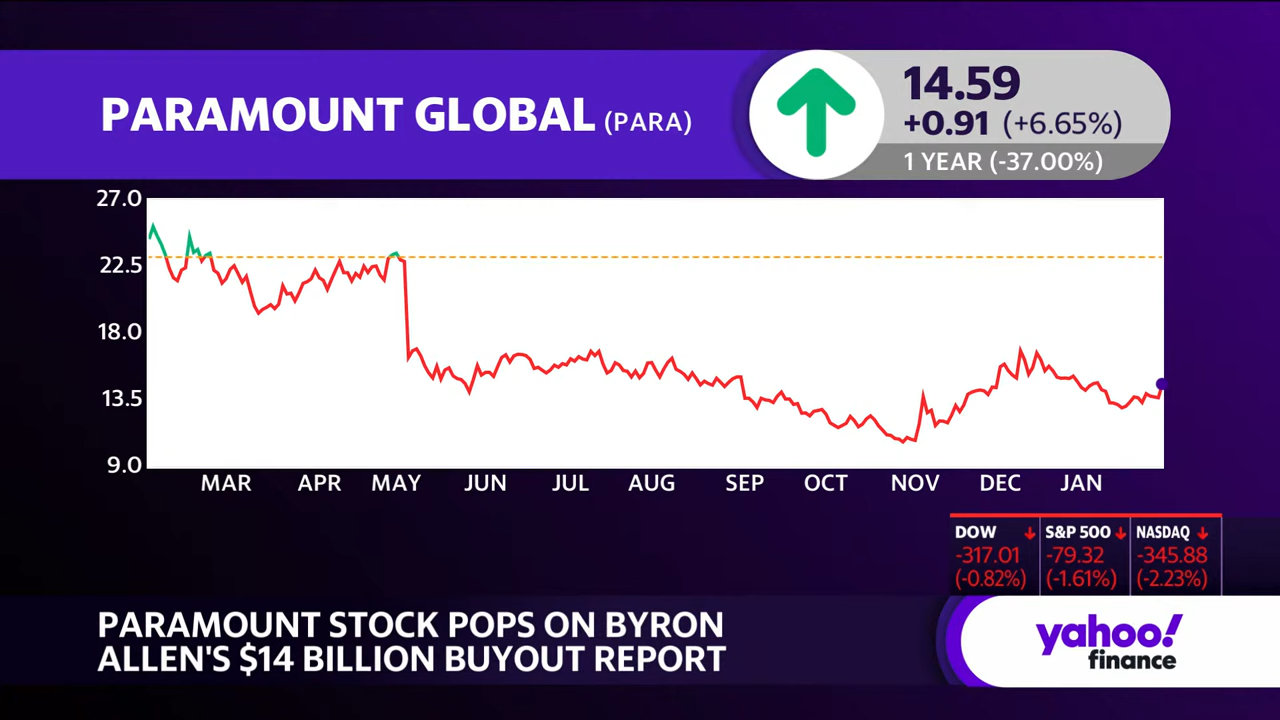 PARAMOUNT GLOBAL (PARA)
14.59
+0.91 (+6.65%)
1 YEAR (-37.00%)
27.0
22.5
18.0
13.5
9.0
MAR APR MAY JUN JUL AUG SEP OCT NOV DEC JAN
DOW S&P 500 NASDAQ
-317.01 -79.32 -345.88
(-0.82%) (-1.61%) (-2.23%)
PARAMOUNT STOCK POPS ON BYRON
ALLEN'S $14 BILLION BUYOUT REPORT
yahoo!
finance